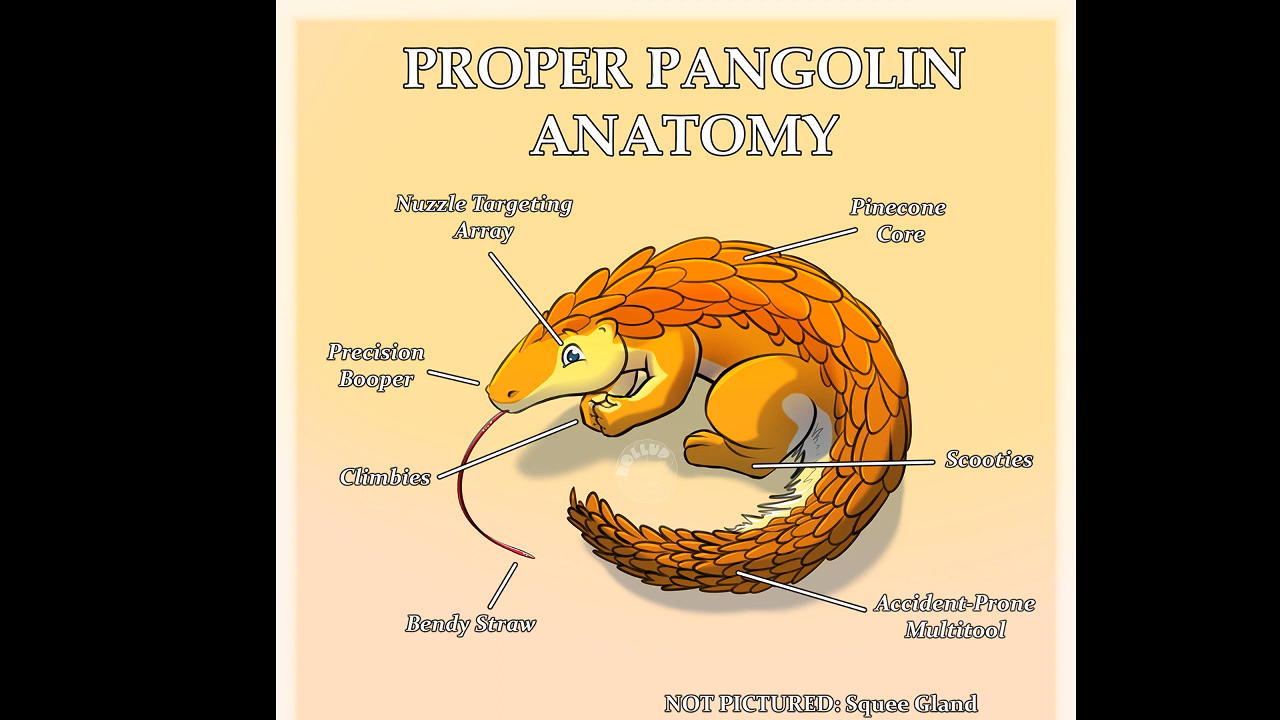 PROPER PANGOLIN
ANATOMY
Nuzzle Targeting
Array
Pinecone
Core
Precision
Booper
Climbies
ROLLUP
Scooties
Bendy Straw
Accident-Prone
Multitool
NOT PICTURED: Squee Gland